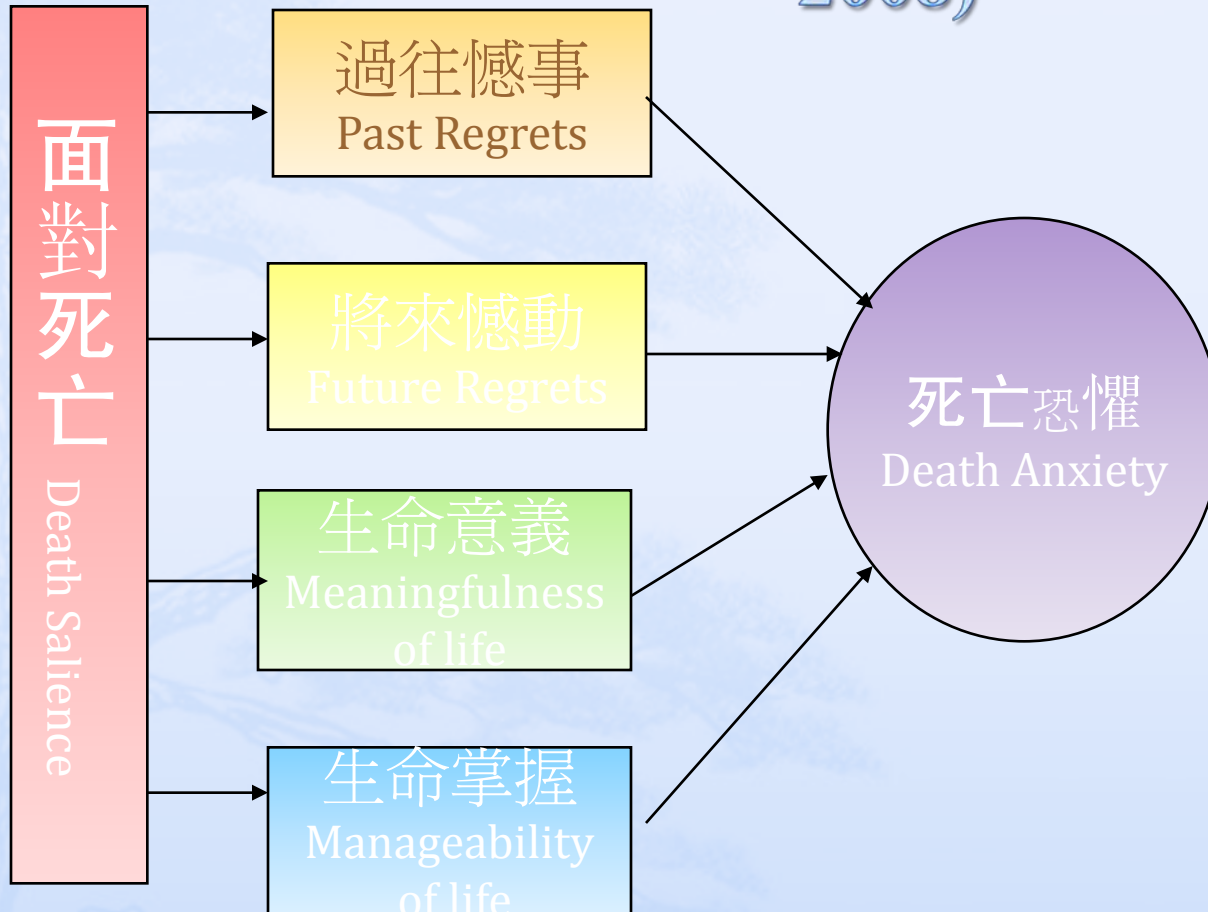 2008)
面對死亡 Death Salience
過往憾事
Past Regrets
將來憾動
Future Regrets
生命意義
Meaningfulness
of life
生命掌握
Manageability
of life
死亡恐懼
Death Anxiety